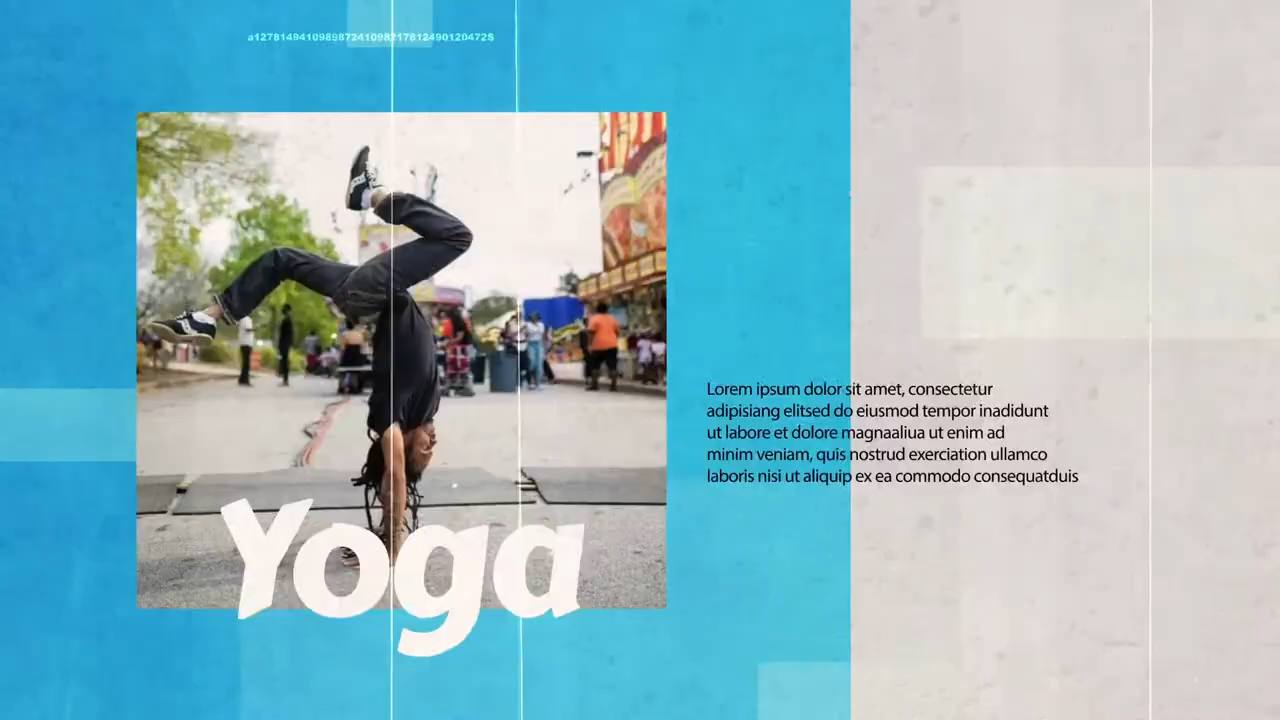 a1278149410989872410982178124901204728
Yoga
Lorem ipsum dolor sit amet, consectetur
adipisiang elitsed do eiusmod tempor inadidunt
ut labore et dolore magnaaliua ut enim ad
minim veniam, quis nostrud exerciation ullamco
laboris nisi ut aliquip ex ea commodo consequatduis